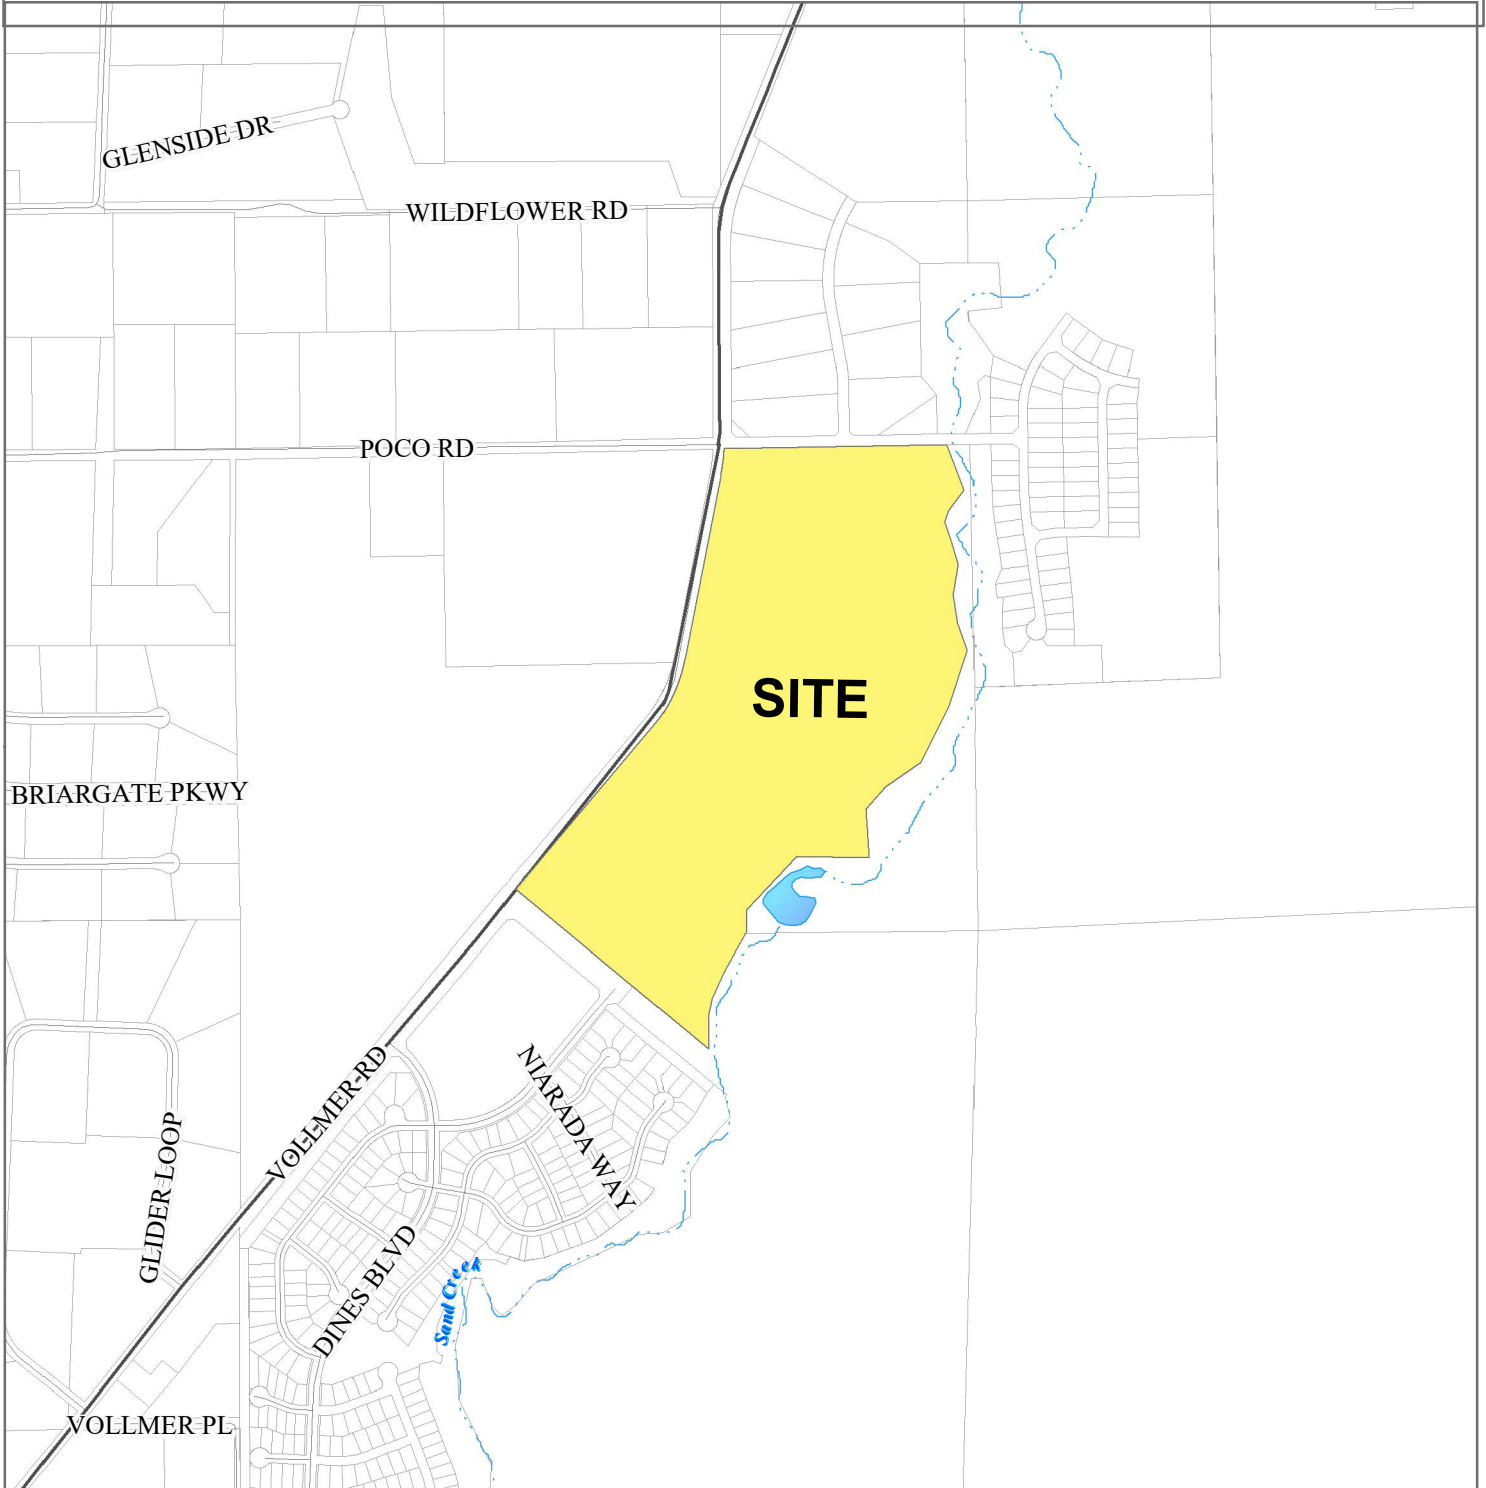 GLENSIDE DR
WILDFLOWER RD
POCO RD
SITE
BRIARGATE PKWY
NIARADA WAY
VOLLMER RD
GLIDER LOOP
DINES BLVD
Sand Creek
VOLLMER PL